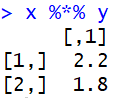 > x %*% y
[,1]
[1,] 2.2
[2,] 1.8